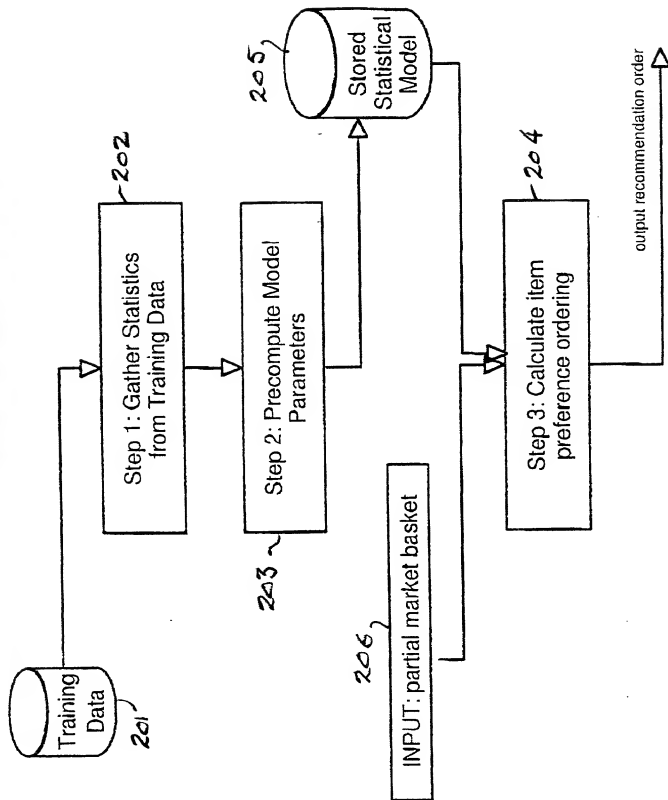 Training
Data
201
Step 1: Gather Statistics
from Training Data
202
Step 2: Precompute Model
Parameters
203
Stored
Statistical
Model
205
INPUT: partial market basket
206
Step 3: Calculate item
preference ordering
204
output recommendation order